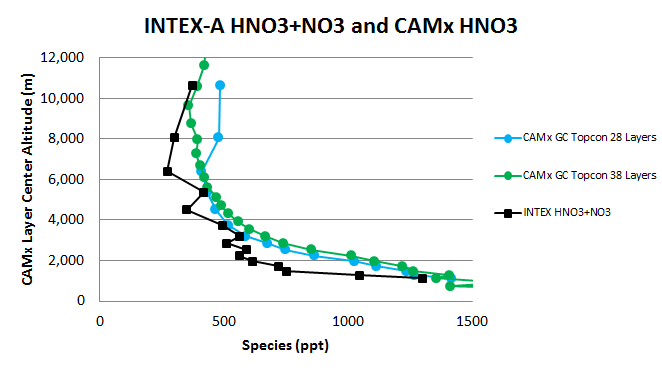 INTEX-A HNO3+NO3 and CAMx HNO3
CAMx Layer Center Altitude (m)
12,000
10,000
8,000
6,000
4,000
2,000
0
0
500
1000
1500
Species (ppt)
CAMx GC Topcon 28 Layers
CAMx GC Topcon 38 Layers
INTEX HNO3+NO3